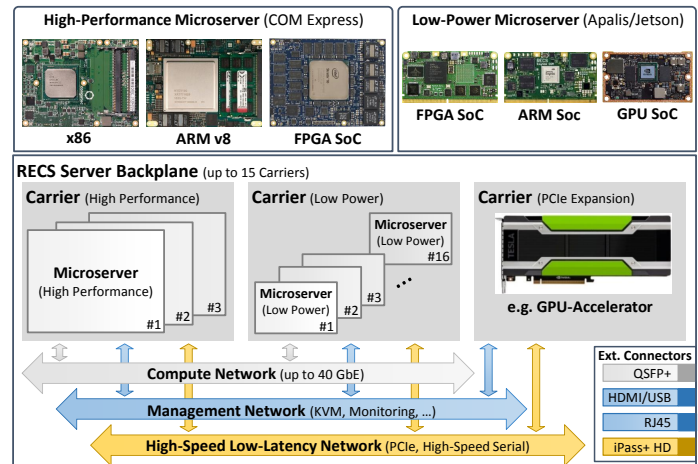 High-Performance Microserver (COM Express)
x86
ARM v8
FPGA SoC
Low-Power Microserver (Apalis/Jetson)
FPGA SoC
ARM Soc
GPU SoC
RECS Server Backplane (up to 15 Carriers)
Carrier (High Performance)
Microserver
(High Performance)
#1
#2
#3
Carrier (Low Power)
Microserver
(Low Power)
#16
...
Microserver
(Low Power)
#1
#2
#3
Carrier (PCIe Expansion)
TESLA
e.g. GPU-Accelerator
Compute Network (up to 40 GbE)
Management Network (KVM, Monitoring, ...)
High-Speed Low-Latency Network (PCIe, High-Speed Serial)
Ext. Connectors
QSFP+
HDMI/USB
RJ45
iPass+ HD